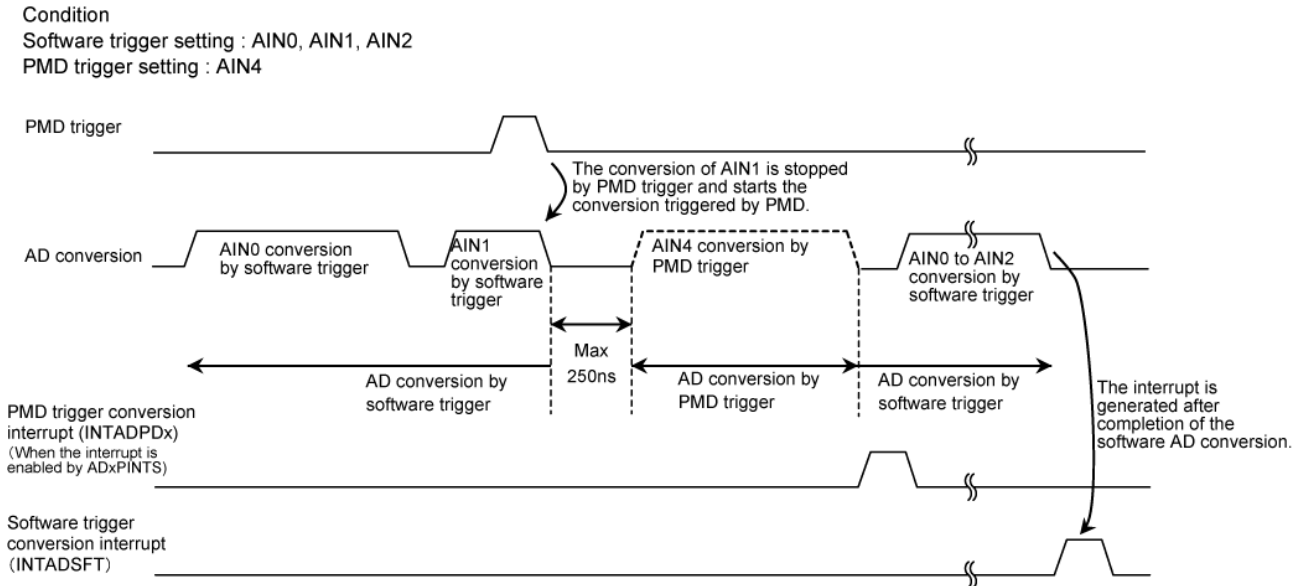 Condition
Software trigger setting : AIN0, AIN1, AIN2
PMD trigger setting : AIN4
PMD trigger
The conversion of AIN1 is stopped
by PMD trigger and starts the
conversion triggered by PMD.
AD conversion
AIN0 conversion
by software trigger
AIN1
conversion
by software
trigger
AIN4 conversion by
PMD trigger
AIN0 to AIN2
conversion by
software trigger
Max
250ns
AD conversion by
software trigger
AD conversion by
PMD trigger
AD conversion by
software trigger
The interrupt is
generated after
completion of the
software AD conversion.
PMD trigger conversion
interrupt (INTADPDx)
(When the interrupt is
enabled by ADxPINTS)
Software trigger
conversion interrupt
(INTADSFT)